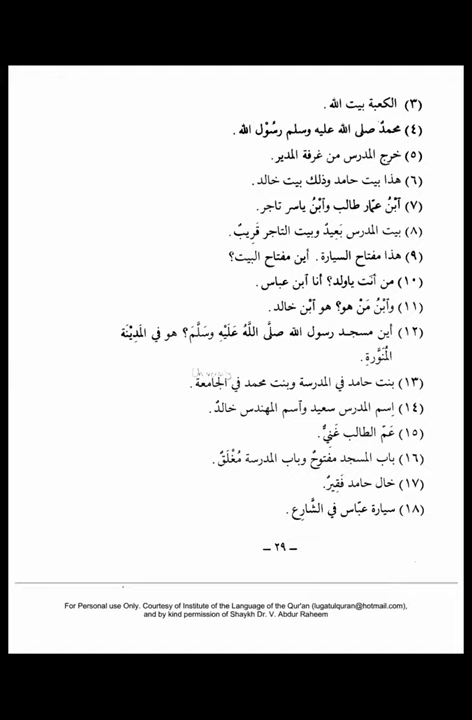 (٣) الكعبة بيت الله .
(٤) محمدٌ صلى الله عليه وسلم رسُوْل الله .
(٥) خرج المدرس من غرفة المدير.
(٦) هذا بيت حامد وذلك بيت خالد.
(٧) اَبْنُ عمّار طالب واَبْنُ ياسر تاجر.
(٨) بيت المدرس بَعِيدٌ وبيت التاجر قَرِيبٌ.
(٩) هذا مفتاح السيارة. أين مفتاح البيت؟
(١٠) من أنت ياولد؟ أنا آبن عباس.
(١١) واَبْنُ مَنْ هو؟ هو آبْن خالد.
(١٢) أين مسجد رسول الله صلَّى اللَّهُ عَلَيْهِ وسَلَّمَ؟ هو في المَدِيْنَة
المُنَوَّرةِ.
University
(١٣) بنت حامد في المدرسة وبنت محمد في الجَامعة.
(١٤) إسم المدرس سعيد وآسم المهندس خالدٌ.
(١٥) عَمّ الطالب غَنِيٌّ.
(١٦) باب المسجد مفتوحٌ وباب المدرسة مُغْلَقٌ.
(١٧) خال حامد فَقِيرٌ.
(١٨) سيارة عبّاس في الشَّارِع .
– ٢٩ –
For Personal use Only. Courtesy of Institute of the Language of the Qur'an (lugatulquran@hotmail.com),
and by kind permission of Shaykh Dr. V. Abdur Raheem